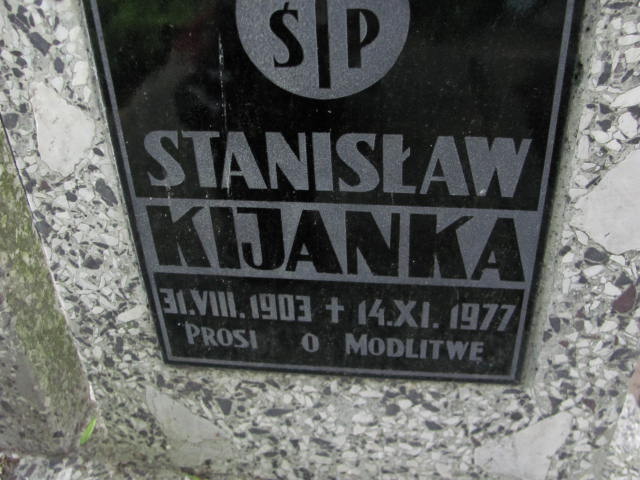 ŚP
STANISŁAW
KIJANKA
31.VIII.1903 + 14.XI.1977
PROSI O MODLITWE